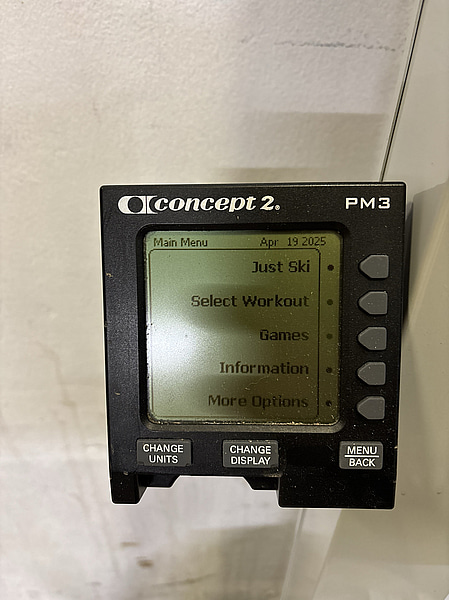 concept 2. PM3
Main Menu Apr 19 2025
Just Ski
Select Workout
Games
Information
More Options
CHANGE UNITS CHANGE DISPLAY MENU BACK